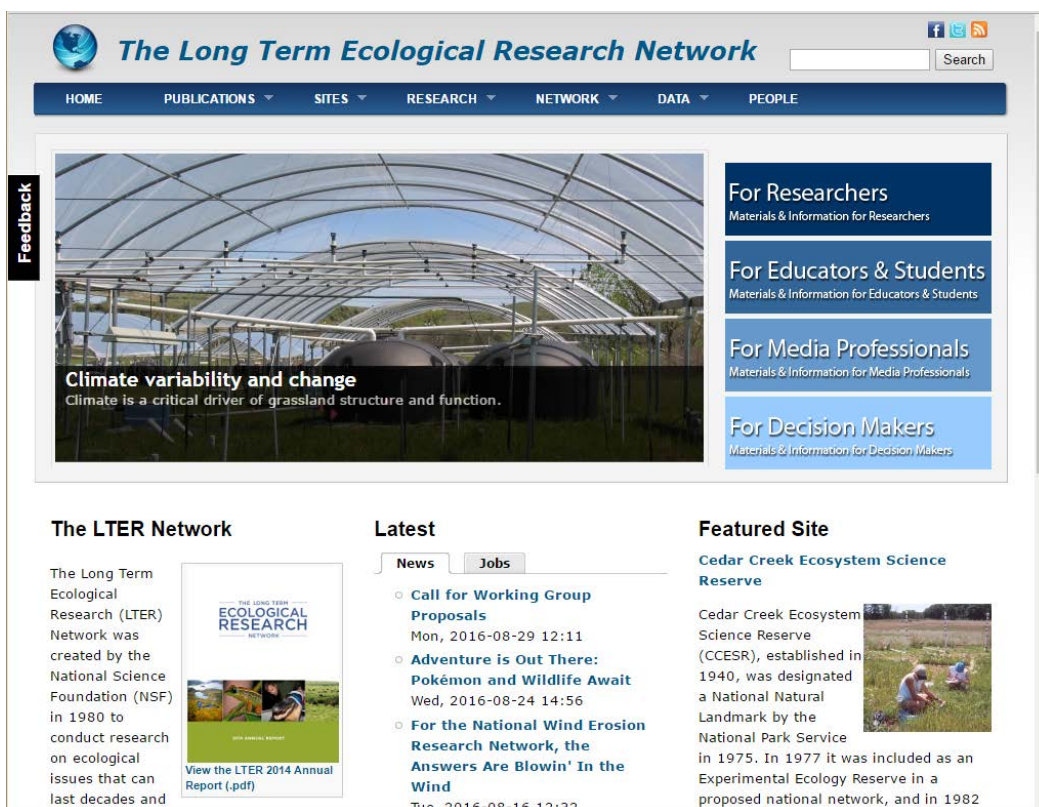 The Long Term Ecological Research Network
Search
HOME
PUBLICATIONS
SITES
RESEARCH
NETWORK
DATA
PEOPLE
Feedback
Climate variability and change
Climate is a critical driver of grassland structure and function.
For Researchers
Materials & Information for Researchers
For Educators & Students
Materials & Information for Educators & Students
For Media Professionals
Materials & Information for Media Professionals
For Decision Makers
Materials & Information for Decision Makers
The LTER Network
The Long Term
Ecological
Research (LTER)
Network was
created by the
National Science
Foundation (NSF)
in 1980 to
conduct research
on ecological
issues that can
last decades and
THE LONG TERM
ECOLOGICAL
RESEARCH
NETWORK
2014 ANNUAL REPORT
View the LTER 2014 Annual
Report (.pdf)
Latest
News
Jobs
Call for Working Group
Proposals
Mon, 2016-08-29 12:11
Adventure is Out There:
Pokémon and Wildlife Await
Wed, 2016-08-24 14:56
For the National Wind Erosion
Research Network, the
Answers Are Blowin' In the
Wind
Tue, 2016-08-16 12:32
Featured Site
Cedar Creek Ecosystem Science
Reserve
Cedar Creek Ecosystem
Science Reserve
(CCESR), established in
1940, was designated
a National Natural
Landmark by the
National Park Service
in 1975. In 1977 it was included as an
Experimental Ecology Reserve in a
proposed national network, and in 1982